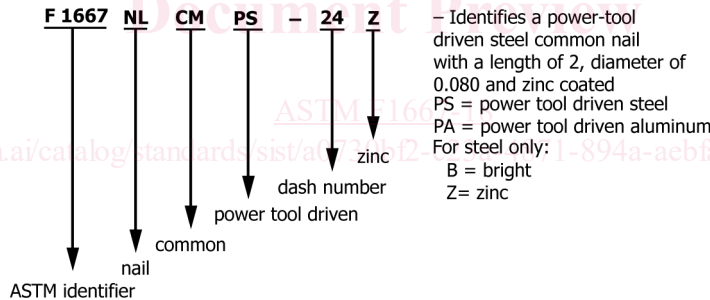 Document Preview
F 1667 NL CM PS – 24 Z
– Identifies a power-tool
driven steel common nail
with a length of 2, diameter of
0.080 and zinc coated
PS = power tool driven steel
PA = power tool driven aluminum
For steel only:
B = bright
Z= zinc
zinc
dash number
power tool driven
common
nail
ASTM identifier